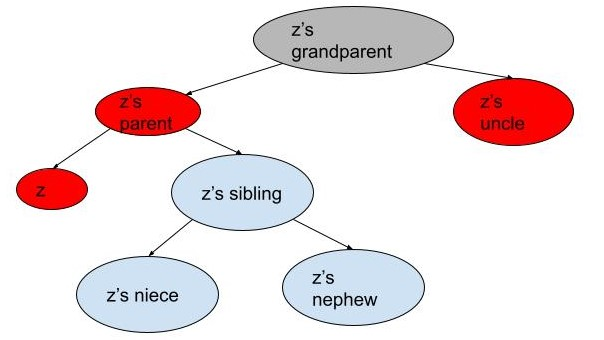 z’s
grandparent
z’s
parent
z’s
uncle
z
z’s sibling
z’s niece
z’s
nephew